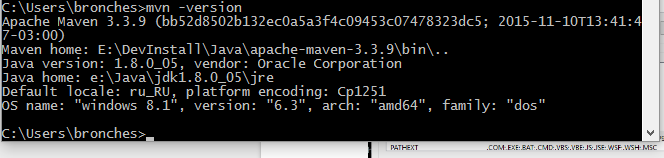 C:\Users\bronches>mvn -version
Apache Maven 3.3.9 (bb52d8502b132ec0a5a3f4c09453c07478323dc5; 2015-11-10T13:41:4
7-03:00)
Maven home: E:\DevInstall\Java\apache-maven-3.3.9\bin\..
Java version: 1.8.0_05, vendor: Oracle Corporation
Java home: e:\Java\jdk1.8.0_05\jre
Default locale: ru_RU, platform encoding: Cp1251
OS name: "windows 8.1", version: "6.3", arch: "amd64", family: "dos"
C:\Users\bronches>
PATHEXT .COM;.EXE;.BAT;.CMD;.VBS;.VBE;.JS;.JSE;.WSF;.WSH;.MSC